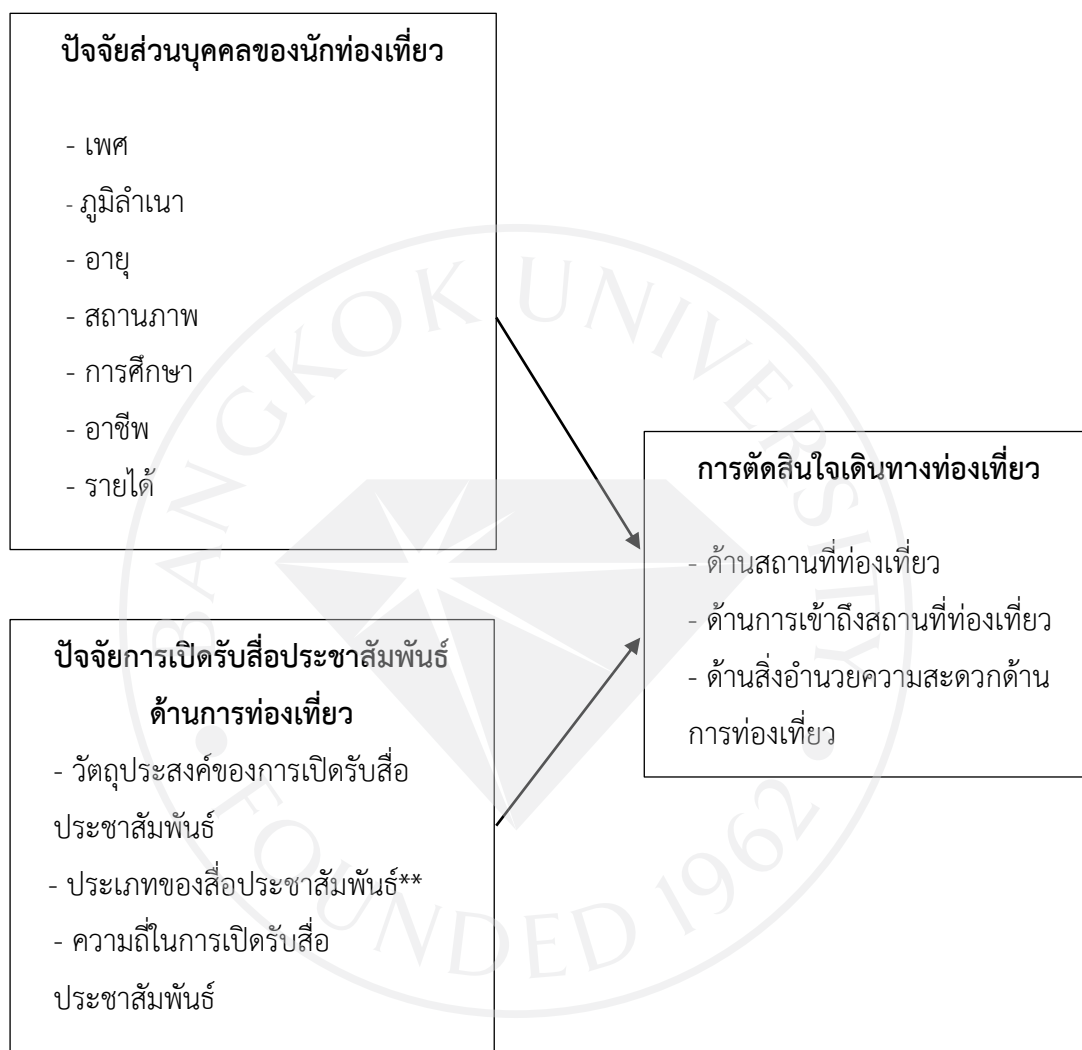 ปัจจัยส่วนบุคคลของนักท่องเที่ยว
- เพศ
- ภูมิลำเนา
- อายุ
- สถานภาพ
- การศึกษา
- อาชีพ
- รายได้
ปัจจัยการเปิดรับสื่อประชาสัมพันธ์
ด้านการท่องเที่ยว
- วัตถุประสงค์ของการเปิดรับสื่อ
ประชาสัมพันธ์
- ประเภทของสื่อประชาสัมพันธ์**
- ความถี่ในการเปิดรับสื่อ
ประชาสัมพันธ์
การตัดสินใจเดินทางท่องเที่ยว
- ด้านสถานที่ท่องเที่ยว
- ด้านการเข้าถึงสถานที่ท่องเที่ยว
- ด้านสิ่งอำนวยความสะดวกด้าน
การท่องเที่ยว
BANGKOK UNIVERSITY
FOUNDED 1962